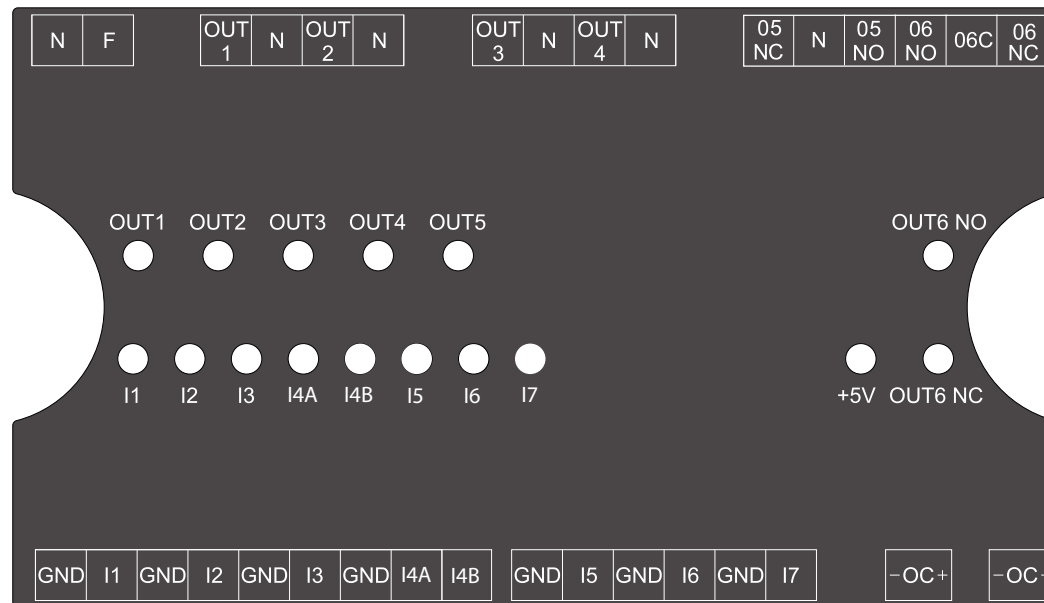 N F OUT 1 N OUT 2 N OUT 3 N OUT 4 N 05 NC N 05 NO 06 NO 06C 06 NC
OUT1 OUT2 OUT3 OUT4 OUT5 OUT6 NO
I1 I2 I3 I4A I4B I5 I6 I7 +5V OUT6 NC
GND I1 GND I2 GND I3 GND I4A I4B GND I5 GND I6 GND I7 -OC+ -OC+